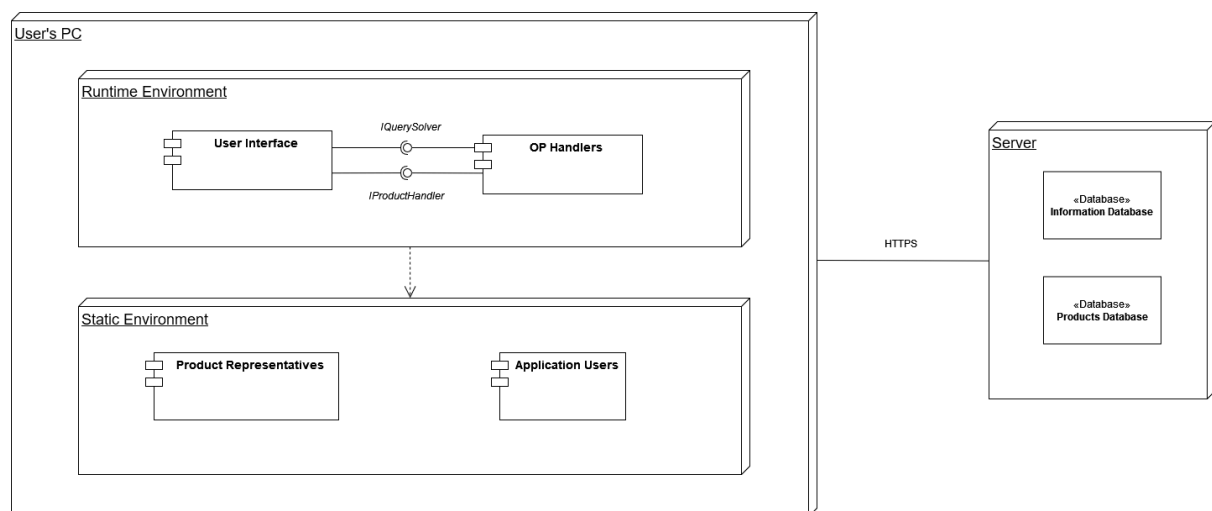 User's PC
Runtime Environment
IQuerySolver
User Interface
OP Handlers
IProductHandler
Static Environment
Product Representatives
Application Users
HTTPS
Server
«Database»
Information Database
«Database»
Products Database